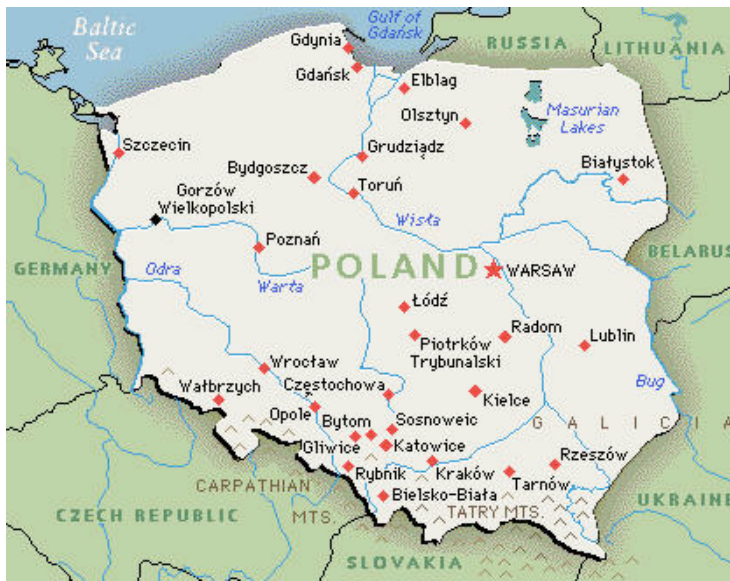 Baltic
Sea
Gulf of
Gdańsk
RUSSIA
LITHUANIA
Gdynia
Gdańsk
Elblag
Olsztyn
Masurian
Lakes
Szczecin
Grudziądz
Białystok
Bydgoszcz
Toruń
Gorzów
Wielkopolski
Wisła
Poznań
BELARUS
GERMANY
Odra
Warta
POLAND
WARSAW
Łódź
Radom
Lublin
Piotrków
Trybunalski
Wrocław
Bug
Wałbrzych
Częstochowa
Kielce
Opole
Bytom
Sosnoweic
GALICIA
Gliwice
Katowice
Rzeszów
Rybnik
Kraków
Tarnów
CARPATHIAN
MTS.
Bielsko-Biała
TATRY MTS.
UKRAINE
CZECH REPUBLIC
SLOVAKIA